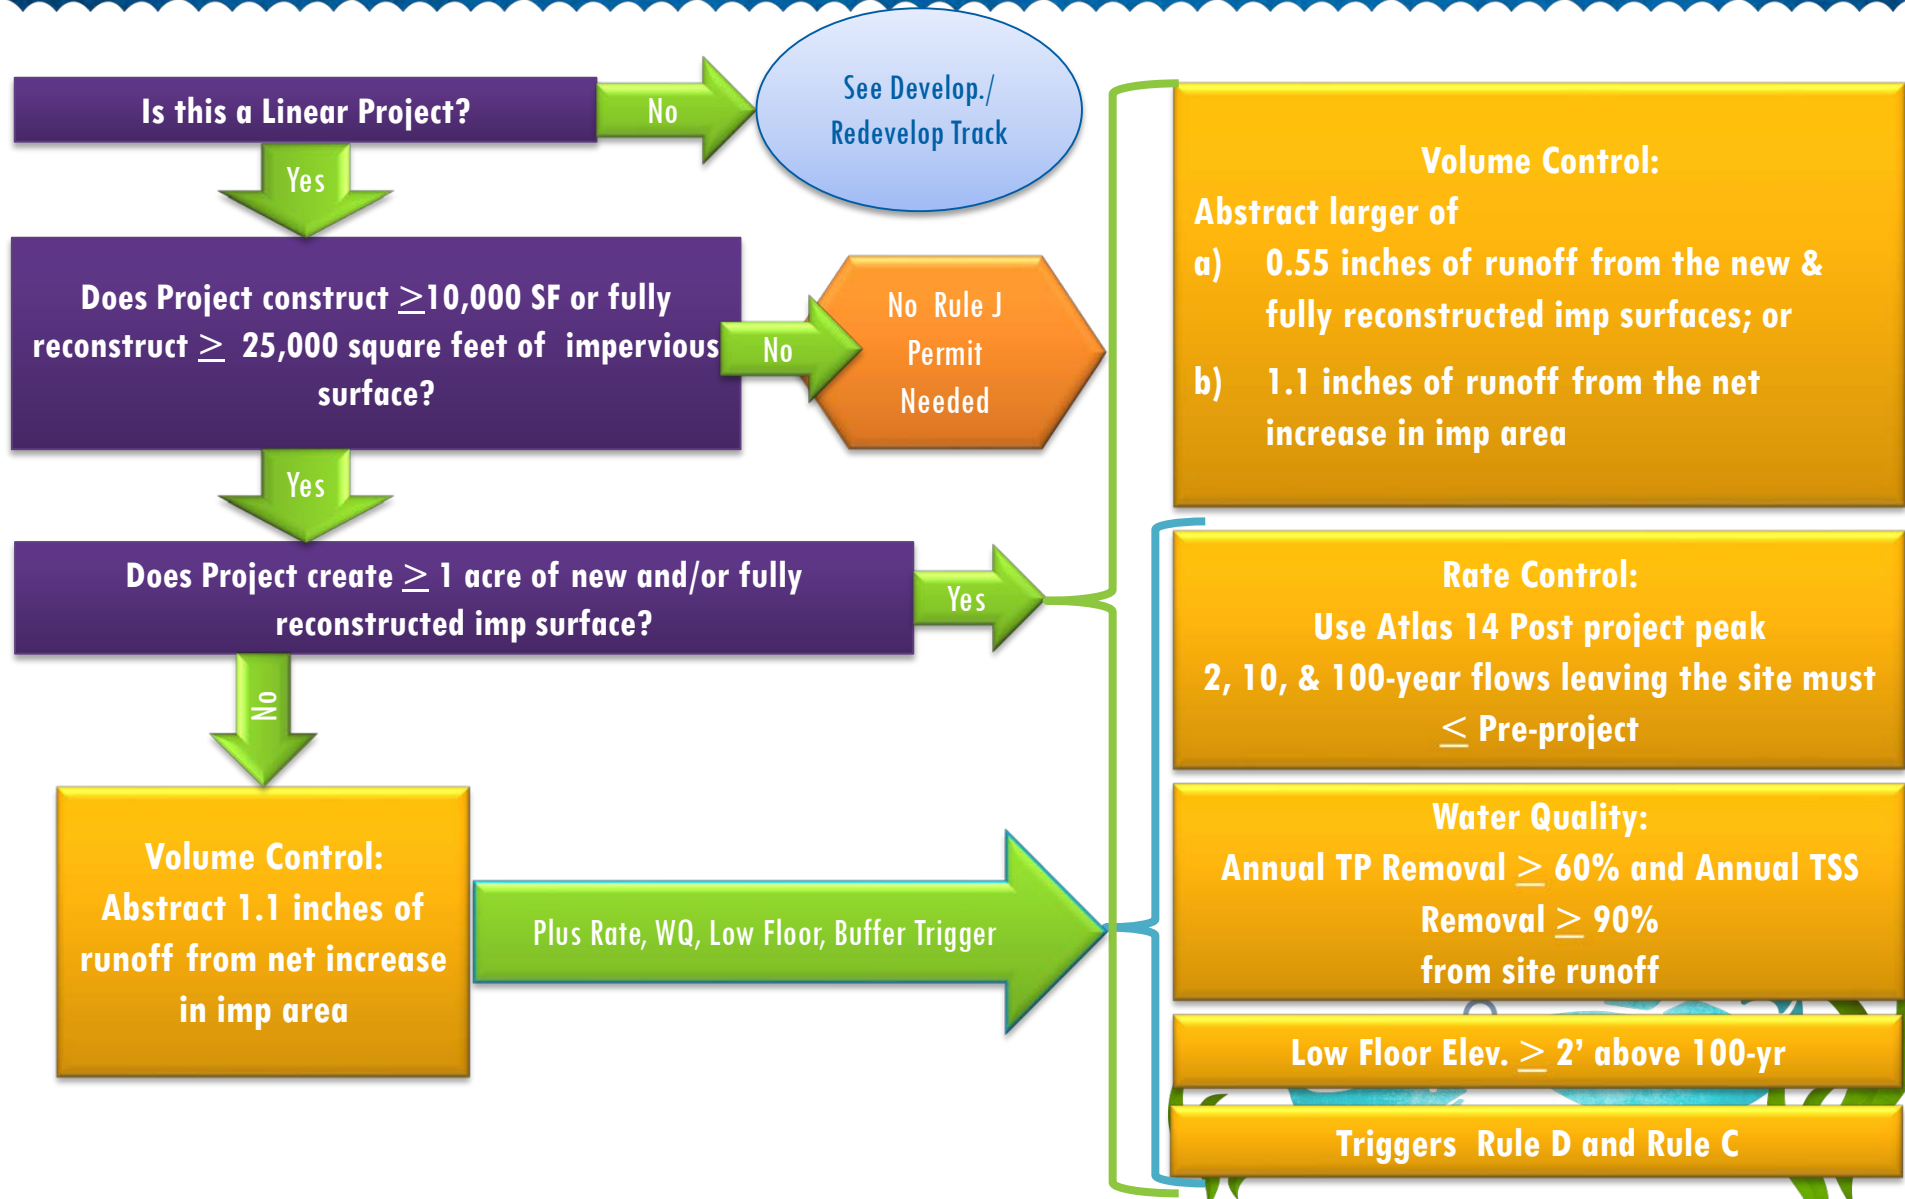 Is this a Linear Project?
No
See Develop./
Redevelop Track
Yes
Does Project construct ≥10,000 SF or fully
reconstruct ≥ 25,000 square feet of impervious
surface?
No
No Rule J
Permit
Needed
Yes
Does Project create ≥ 1 acre of new and/or fully
reconstructed imp surface?
Yes
No
Volume Control:
Abstract 1.1 inches of
runoff from net increase
in imp area
Plus Rate, WQ, Low Floor, Buffer Trigger
Volume Control:
Abstract larger of
a) 0.55 inches of runoff from the new &
fully reconstructed imp surfaces; or
b) 1.1 inches of runoff from the net
increase in imp area
Rate Control:
Use Atlas 14 Post project peak
2, 10, & 100-year flows leaving the site must
≤ Pre-project
Water Quality:
Annual TP Removal ≥ 60% and Annual TSS
Removal ≥ 90%
from site runoff
Low Floor Elev. ≥ 2’ above 100-yr
Triggers Rule D and Rule C